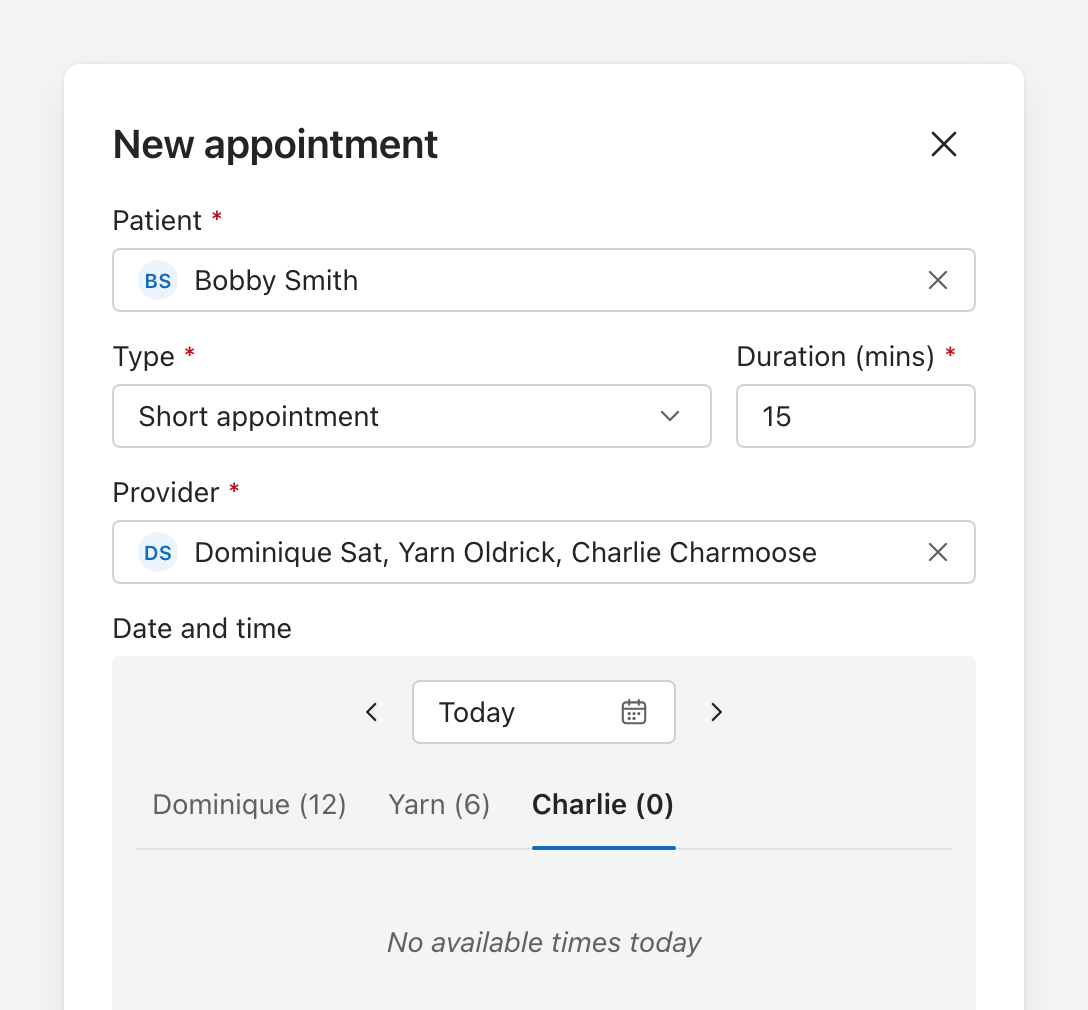 New appointment
Patient *
BS Bobby Smith
Type * Duration (mins) *
Short appointment 15
Provider *
DS Dominique Sat, Yarn Oldrick, Charlie Charmoose
Date and time
Today
Dominique (12) Yarn (6) Charlie (0)
No available times today